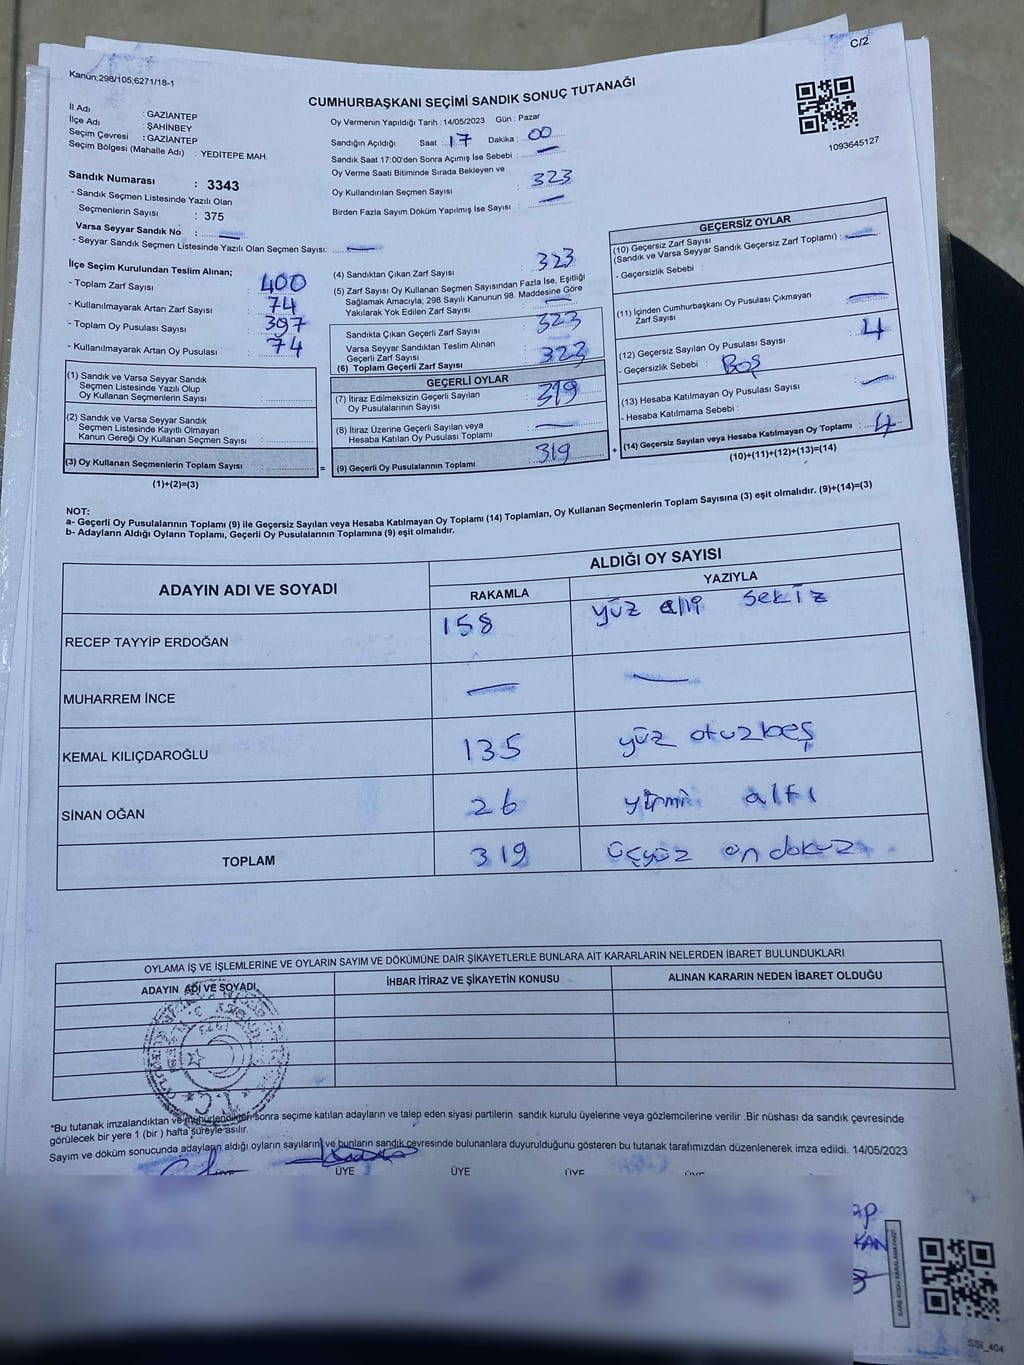 C/2
Kanun:298/105;6271/18-1
CUMHURBAŞKANI SEÇİMİ SANDIK SONUÇ TUTANAĞI
İl Adı : GAZİANTEP
İlçe Adı : ŞAHİNBEY
Seçim Çevresi : GAZİANTEP
Seçim Bölgesi (Mahalle Adı) : YEDİTEPE MAH.
Oy Vermenin Yapıldığı Tarih : 14/05/2023 Gün : Pazar
Sandığın Açıldığı Saat : 17 Dakika : 00
Sandık Saat 17:00'den Sonra Açımış İse Sebebi : —
Oy Verme Saati Bitiminde Sırada Bekleyen ve
Oy Kullandırılan Seçmen Sayısı : 323
Birden Fazla Sayım Döküm Yapılmış İse Sayısı : —
1093645127
Sandık Numarası : 3343
- Sandık Seçmen Listesinde Yazılı Olan
Seçmenlerin Sayısı : 375
Varsa Seyyar Sandık No : —
- Seyyar Sandık Seçmen Listesinde Yazılı Olan Seçmen Sayısı: —
İlçe Seçim Kurulundan Teslim Alınan;
- Toplam Zarf Sayısı : 400
- Kullanılmayarak Artan Zarf Sayısı : 74
- Toplam Oy Pusulası Sayısı : 397
- Kullanılmayarak Artan Oy Pusulası : 74
(1) Sandık ve Varsa Seyyar Sandık
Seçmen Listesinde Yazılı Olup
Oy Kullanan Seçmenlerin Sayısı :
(2) Sandık ve Varsa Seyyar Sandık
Seçmen Listesinde Kayıtlı Olmayan
Kanun Gereği Oy Kullanan Seçmen Sayısı :
(3) Oy Kullanan Seçmenlerin Toplam Sayısı :
(1)+(2)=(3)
(4) Sandıktan Çıkan Zarf Sayısı : 323
(5) Zarf Sayısı Oy Kullanan Seçmen Sayısından Fazla İse, Eşitliği
Sağlamak Amacıyla; 298 Sayılı Kanunun 98. Maddesine Göre
Yakılarak Yok Edilen Zarf Sayısı : —
Sandıkta Çıkan Geçerli Zarf Sayısı : 323
Varsa Seyyar Sandıktan Teslim Alınan
Geçerli Zarf Sayısı
(6) Toplam Geçerli Zarf Sayısı : 323
GEÇERLİ OYLAR
(7) İtiraz Edilmeksizin Geçerli Sayılan
Oy Pusulalarının Sayısı : 319
(8) İtiraz Üzerine Geçerli Sayılan veya
Hesaba Katılan Oy Pusulası Toplamı : —
= (9) Geçerli Oy Pusulalarının Toplamı : 319
GEÇERSİZ OYLAR
(10) Geçersiz Zarf Sayısı
(Sandık ve Varsa Seyyar Sandık Geçersiz Zarf Toplamı) : —
- Geçersizlik Sebebi :
(11) İçinden Cumhurbaşkanı Oy Pusulası Çıkmayan
Zarf Sayısı : —
(12) Geçersiz Sayılan Oy Pusulası Sayısı : 4
- Geçersizlik Sebebi : Boş
(13) Hesaba Katılmayan Oy Pusulası Sayısı : —
- Hesaba Katılmama Sebebi :
+ (14) Geçersiz Sayılan veya Hesaba Katılmayan Oy Toplamı : 4
(10)+(11)+(12)+(13)=(14)
NOT:
a- Geçerli Oy Pusulalarının Toplamı (9) ile Geçersiz Sayılan veya Hesaba Katılmayan Oy Toplamı (14) Toplamları, Oy Kullanan Seçmenlerin Toplam Sayısına (3) eşit olmalıdır. (9)+(14)=(3)
b- Adayların Aldığı Oyların Toplamı, Geçerli Oy Pusulalarının Toplamına (9) eşit olmalıdır.
ADAYIN ADI VE SOYADI
ALDIĞI OY SAYISI
RAKAMLA YAZIYLA
RECEP TAYYİP ERDOĞAN 158 yüz elli sekiz
MUHARREM İNCE — —
KEMAL KILIÇDAROĞLU 135 yüz otuzbeş
SİNAN OĞAN 26 yirmi altı
TOPLAM 319 üçyüz ondokuz
OYLAMA İŞ VE İŞLEMLERİNE VE OYLARIN SAYIM VE DÖKÜMÜNE DAİR ŞİKAYETLERLE BUNLARA AİT KARARLARIN NELERDEN İBARET BULUNDUKLARI
ADAYIN ADI VE SOYADI İHBAR İTİRAZ VE ŞİKAYETİN KONUSU ALINAN KARARIN NEDEN İBARET OLDUĞU
T.C.
*Bu tutanak imzalandıktan ve mühürlendikten sonra seçime katılan adayların ve talep eden siyasi partilerin sandık kurulu üyelerine veya gözlemcilerine verilir .Bir nüshası da sandık çevresinde
görülecek bir yere 1 (bir ) hafta süreyle asılır.
Sayım ve döküm sonucunda adayların aldığı oyların sayılarını ve bunların sandık çevresinde bulunanlara duyurulduğunu gösteren bu tutanak tarafımızdan düzenlenerek imza edildi. 14/05/2023
ÜYE ÜYE ÜYE
SSİ_404